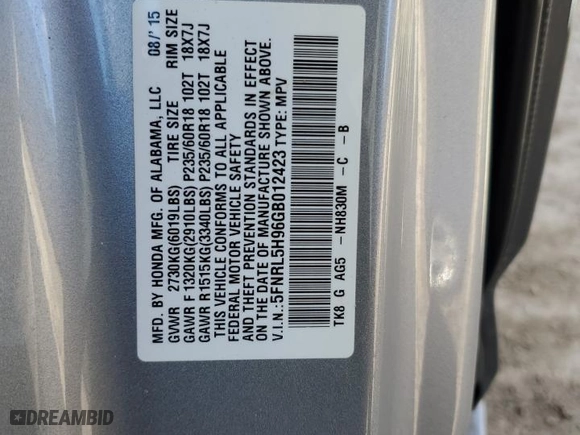 MFD. BY HONDA MFG. OF ALABAMA, LLC 08/'15
GVWR 2730KG(6019LBS) TIRE SIZE RIM SIZE
GAWR F 1320KG(2910LBS) P235/60R18 102T 18X7J
GAWR R1515KG(3340LBS) P235/60R18 102T 18X7J
THIS VEHICLE CONFORMS TO ALL APPLICABLE
FEDERAL MOTOR VEHICLE SAFETY
AND THEFT PREVENTION STANDARDS IN EFFECT
ON THE DATE OF MANUFACTURE SHOWN ABOVE.
V.I.N.:5FNRL5H96GB012423 TYPE: MPV
TK8 G AG5 -NH830M -C -B
DREAMBID